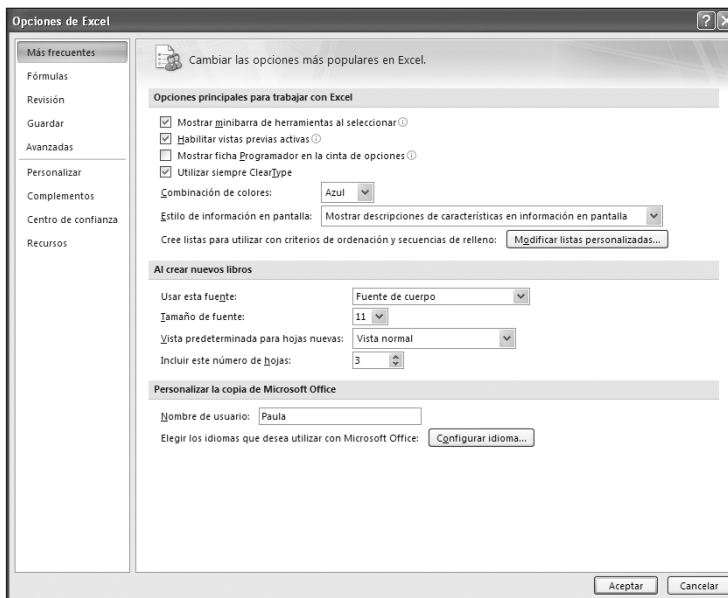 Opciones de Excel
Más frecuentes
Fórmulas
Revisión
Guardar
Avanzadas
Personalizar
Complementos
Centro de confianza
Recursos
Cambiar las opciones más populares en Excel.
Opciones principales para trabajar con Excel
Mostrar minibarra de herramientas al seleccionar
Habilitar vistas previas activas
Mostrar ficha Programador en la cinta de opciones
Utilizar siempre ClearType
Combinación de colores: Azul
Estilo de información en pantalla: Mostrar descripciones de características en información en pantalla
Cree listas para utilizar con criterios de ordenación y secuencias de relleno: Modificar listas personalizadas...
Al crear nuevos libros
Usar esta fuente: Fuente de cuerpo
Tamaño de fuente: 11
Vista predeterminada para hojas nuevas: Vista normal
Incluir este número de hojas: 3
Personalizar la copia de Microsoft Office
Nombre de usuario: Paula
Elegir los idiomas que desea utilizar con Microsoft Office: Configurar idioma...
Aceptar Cancelar